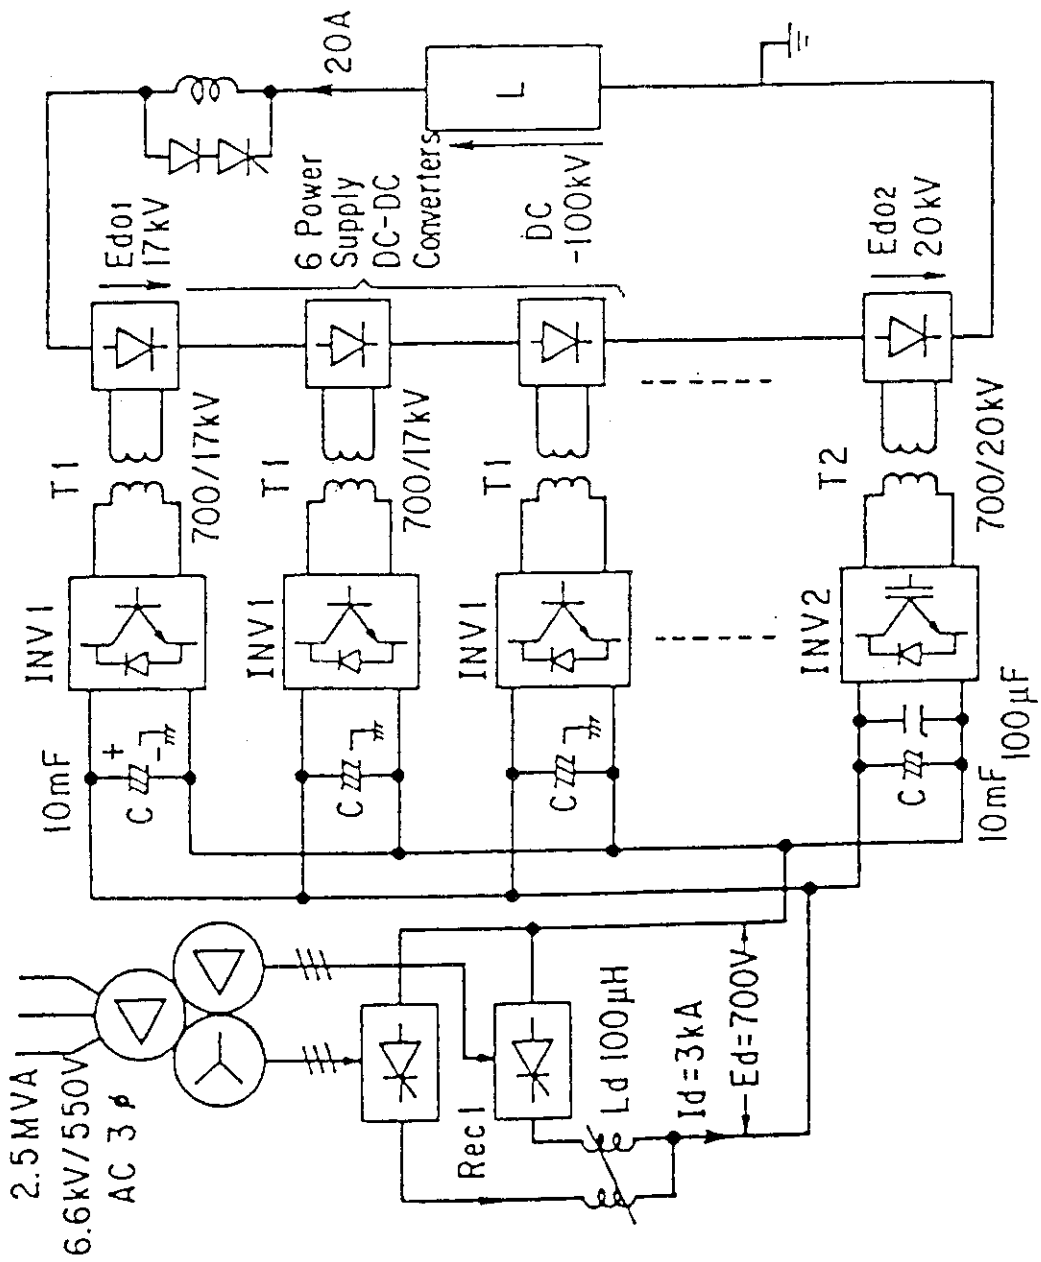 2.5MVA
6.6kV/550V
AC 3ϕ
Rec1
Ld 100μH
Id=3kA
Ed=700V
10mF
C
+
-
INV1
T1
700/17kV
Ed01
17kV
C
INV1
T1
700/17kV
6 Power
Supply
DC-DC
Converters
C
INV1
T1
DC
-100kV
10mF
100μF
C
INV2
T2
700/20kV
Ed02
20kV
20A
L